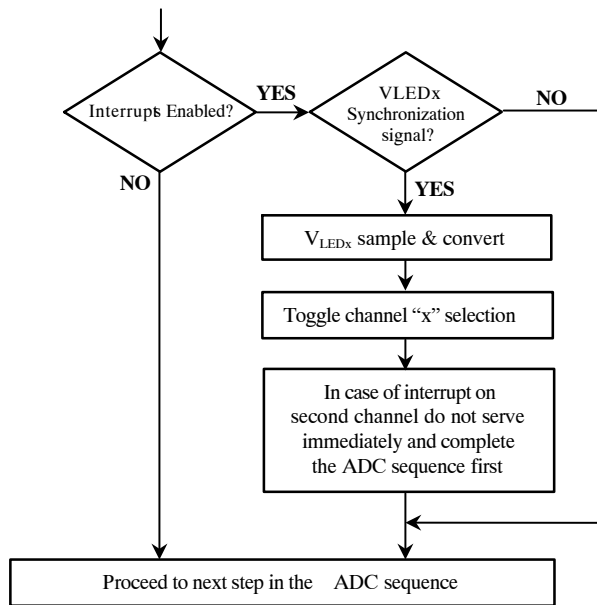 Interrupts Enabled?
YES
VLEDx
Synchronization
signal?
NO
NO
YES
VLEDx sample & convert
Toggle channel “x” selection
In case of interrupt on
second channel do not serve
immediately and complete
the ADC sequence first
Proceed to next step in the ADC sequence